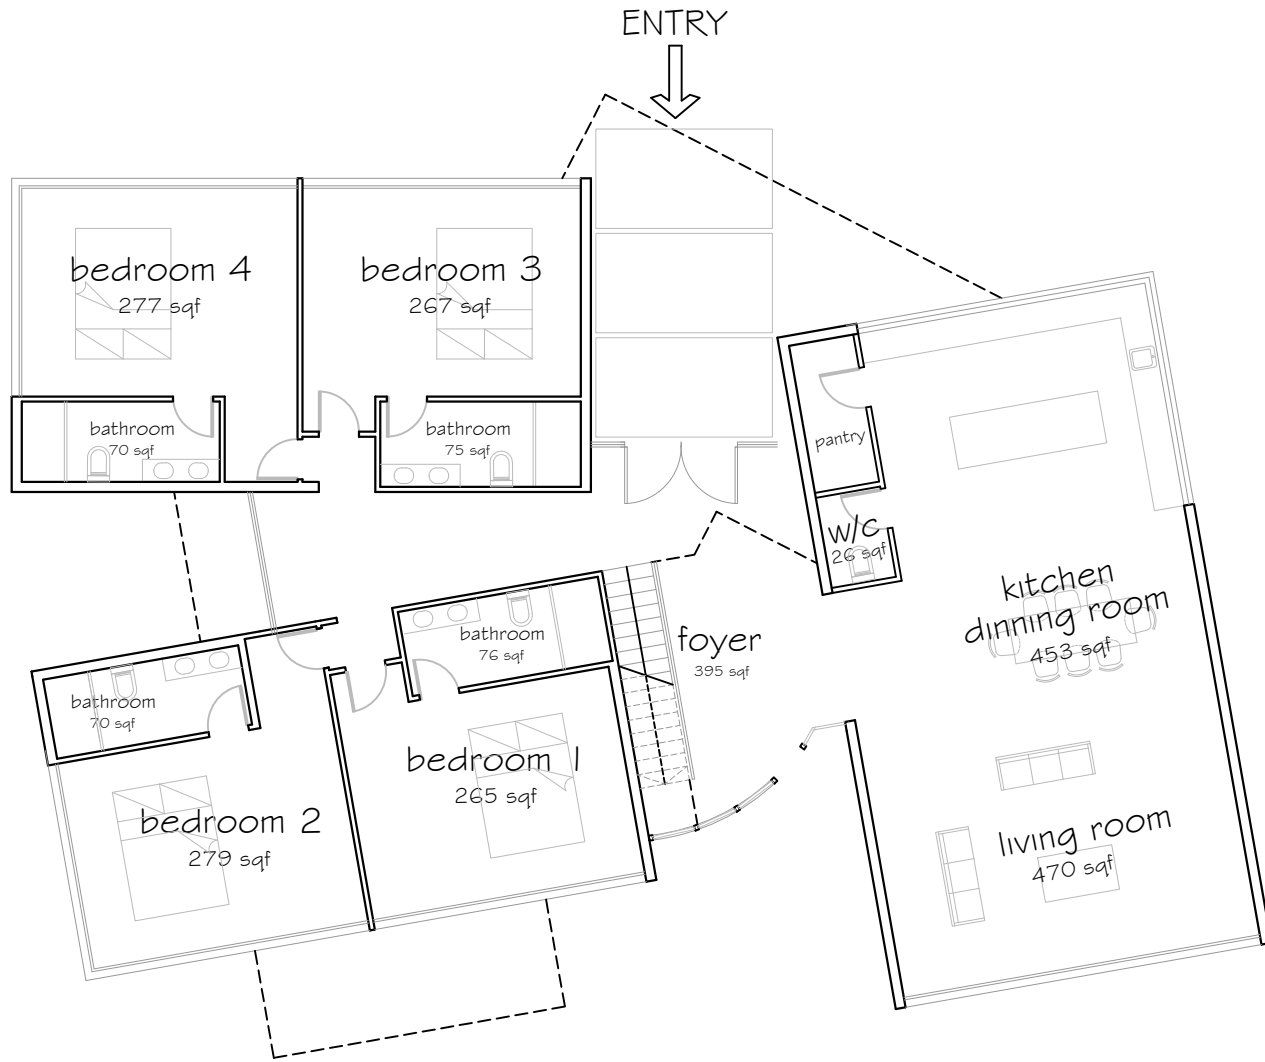 ENTRY
bedroom 4
277 sqf
bedroom 3
267 sqf
bathroom
70 sqf
bathroom
75 sqf
pantry
w/c
26 sqf
kitchen
dinning room
453 sqf
foyer
395 sqf
bathroom
76 sqf
bathroom
70 sqf
bedroom 1
265 sqf
bedroom 2
279 sqf
living room
470 sqf